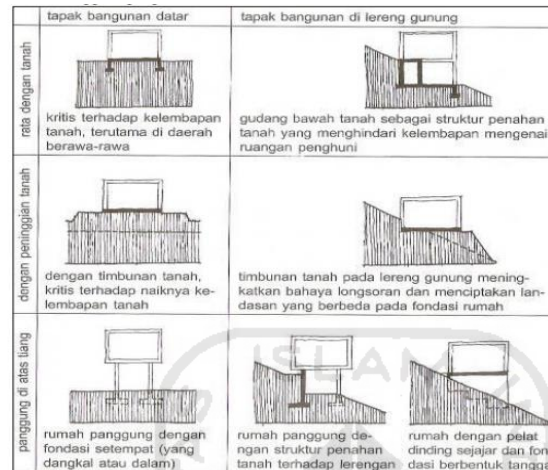 tapak bangunan datar
tapak bangunan di lereng gunung
rata dengan tanah
kritis terhadap kelembapan
tanah, terutama di daerah
berawa-rawa
gudang bawah tanah sebagai struktur penahan
tanah yang menghindari kelembapan mengenai
ruangan penghuni
dengan peninggian tanah
dengan timbunan tanah,
kritis terhadap naiknya ke-
lembapan tanah
timbunan tanah pada lereng gunung mening-
katkan bahaya longsoran dan menciptakan lan-
dasan yang berbeda pada fondasi rumah
panggung di atas tiang
rumah panggung dengan
fondasi setempat (yang
dangkal atau dalam)
rumah panggung de-
ngan struktur penahan
tanah terhadap lerengan
rumah dengan pelat
dinding sejajar dan fon-
dasi berbentuk tangga
ISLAM